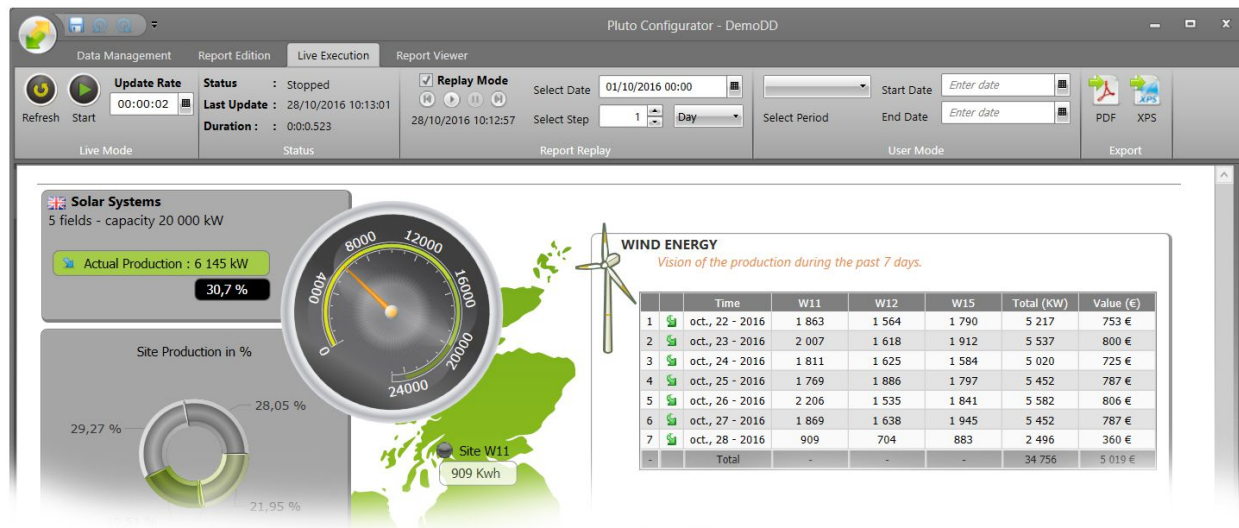 Pluto Configurator - DemoDD
Data Management Report Edition Live Execution Report Viewer
Refresh Start
Update Rate
00:00:02
Live Mode
Status : Stopped
Last Update : 28/10/2016 10:13:01
Duration : : 0:0:0.523
Status
Replay Mode
28/10/2016 10:12:57
Select Date 01/10/2016 00:00
Select Step 1 Day
Report Replay
Select Period
Start Date Enter date
End Date Enter date
User Mode
PDF XPS
XPS
Export
Solar Systems
5 fields - capacity 20 000 kW
Actual Production : 6 145 kW
30,7 %
0 4000 8000 12000 16000 20000 24000
Site Production in %
28,05 %
29,27 %
21,95 %
Site W11
909 Kwh
WIND ENERGY
Vision of the production during the past 7 days.
Time W11 W12 W15 Total (KW) Value (€)
1 oct., 22 - 2016 1 863 1 564 1 790 5 217 753 €
2 oct., 23 - 2016 2 007 1 618 1 912 5 537 800 €
3 oct., 24 - 2016 1 811 1 625 1 584 5 020 725 €
4 oct., 25 - 2016 1 769 1 886 1 797 5 452 787 €
5 oct., 26 - 2016 2 206 1 535 1 841 5 582 806 €
6 oct., 27 - 2016 1 869 1 638 1 945 5 452 787 €
7 oct., 28 - 2016 909 704 883 2 496 360 €
- Total - - - 34 756 5 019 €